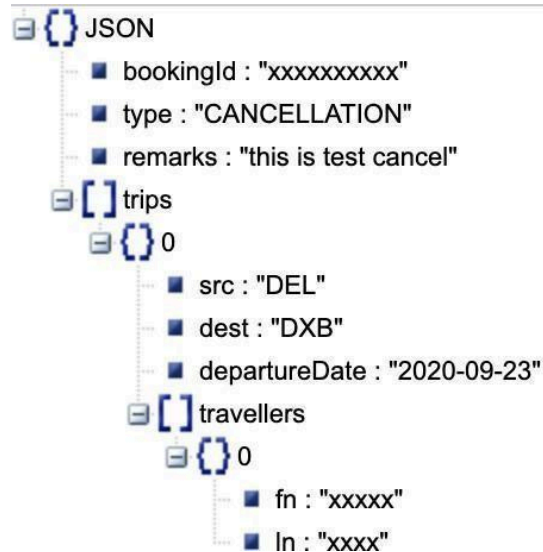 JSON
bookingId : "xxxxxxxxxx"
type : "CANCELLATION"
remarks : "this is test cancel"
trips
0
src : "DEL"
dest : "DXB"
departureDate : "2020-09-23"
travellers
0
fn : "xxxxx"
ln : "xxxx"